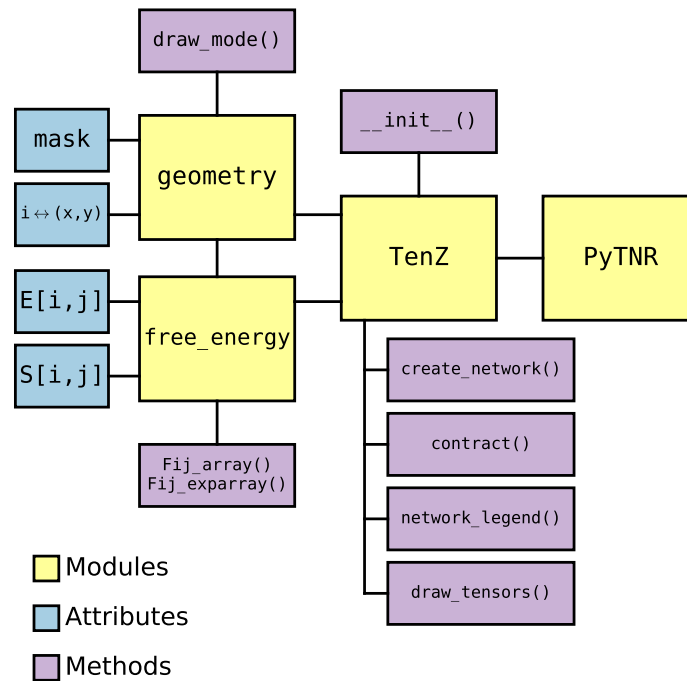 draw_mode()
__init__()
mask
geometry
i↔(x,y)
TenZ
PyTNR
E[i,j]
free_energy
S[i,j]
create_network()
contract()
Fij_array()
Fij_exparray()
network_legend()
draw_tensors()
Modules
Attributes
Methods